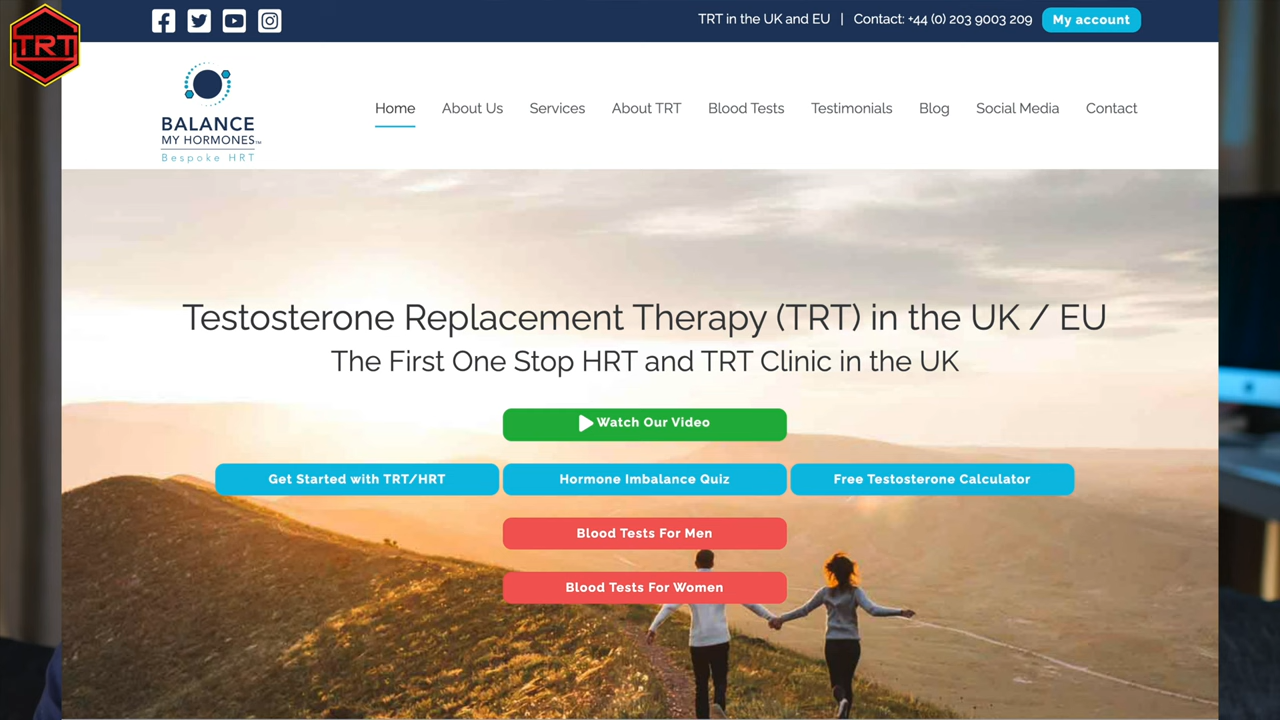 TRT
TRT in the UK and EU | Contact: +44 (0) 203 9003 209 My account
BALANCE
MY HORMONES™
Bespoke HRT
Home About Us Services About TRT Blood Tests Testimonials Blog Social Media Contact
Testosterone Replacement Therapy (TRT) in the UK / EU
The First One Stop HRT and TRT Clinic in the UK
Watch Our Video
Get Started with TRT/HRT Hormone Imbalance Quiz Free Testosterone Calculator
Blood Tests For Men
Blood Tests For Women